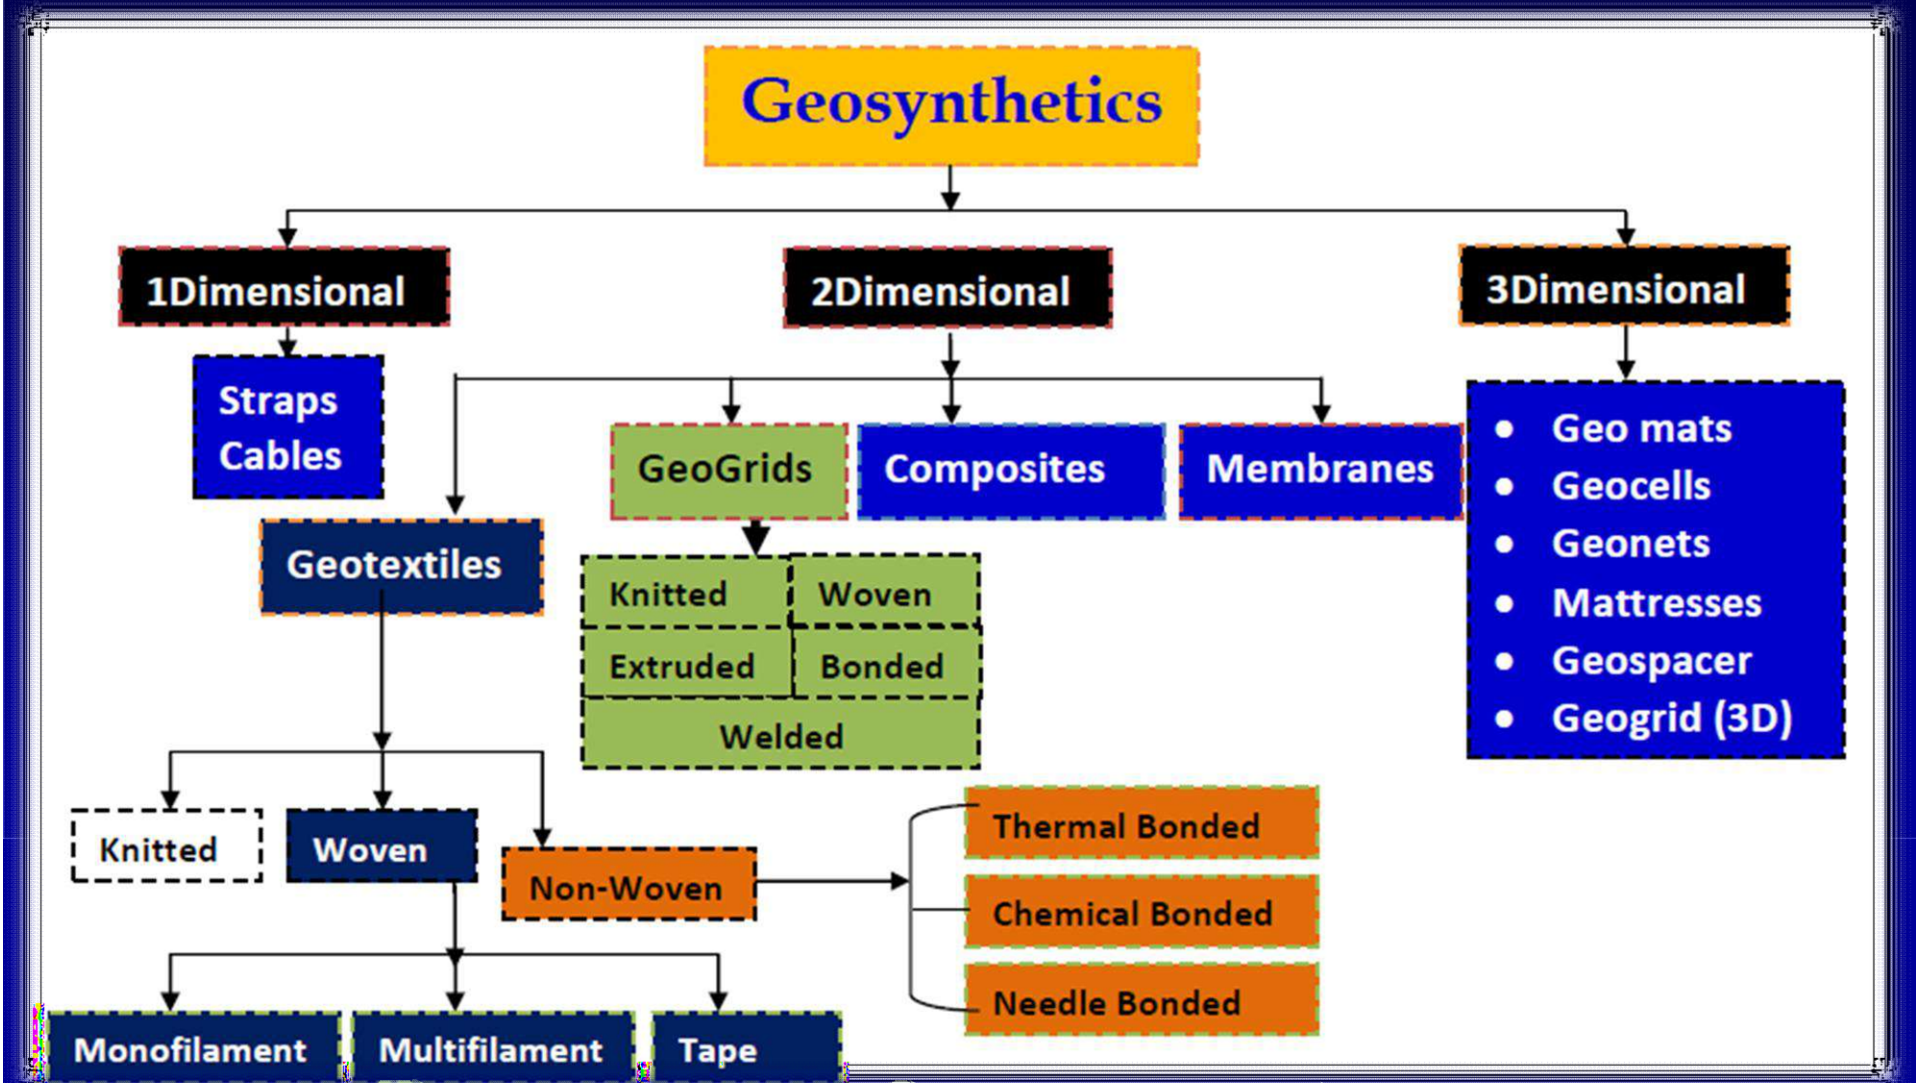 Geosynthetics
1Dimensional
2Dimensional
3Dimensional
Straps
Cables
GeoGrids
Composites
Membranes
• Geo mats
• Geocells
• Geonets
• Mattresses
• Geospacer
• Geogrid (3D)
Geotextiles
Knitted
Woven
Extruded
Bonded
Welded
Knitted
Woven
Non-Woven
Thermal Bonded
Chemical Bonded
Needle Bonded
Monofilament
Multifilament
Tape